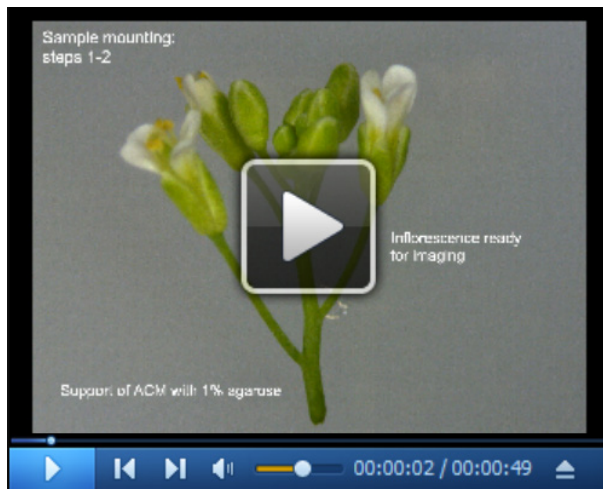 Sample mounting:
steps 1-2
Inflorescence ready
for imaging
Support of ACM with 1% agarose
00:00:02 / 00:00:49